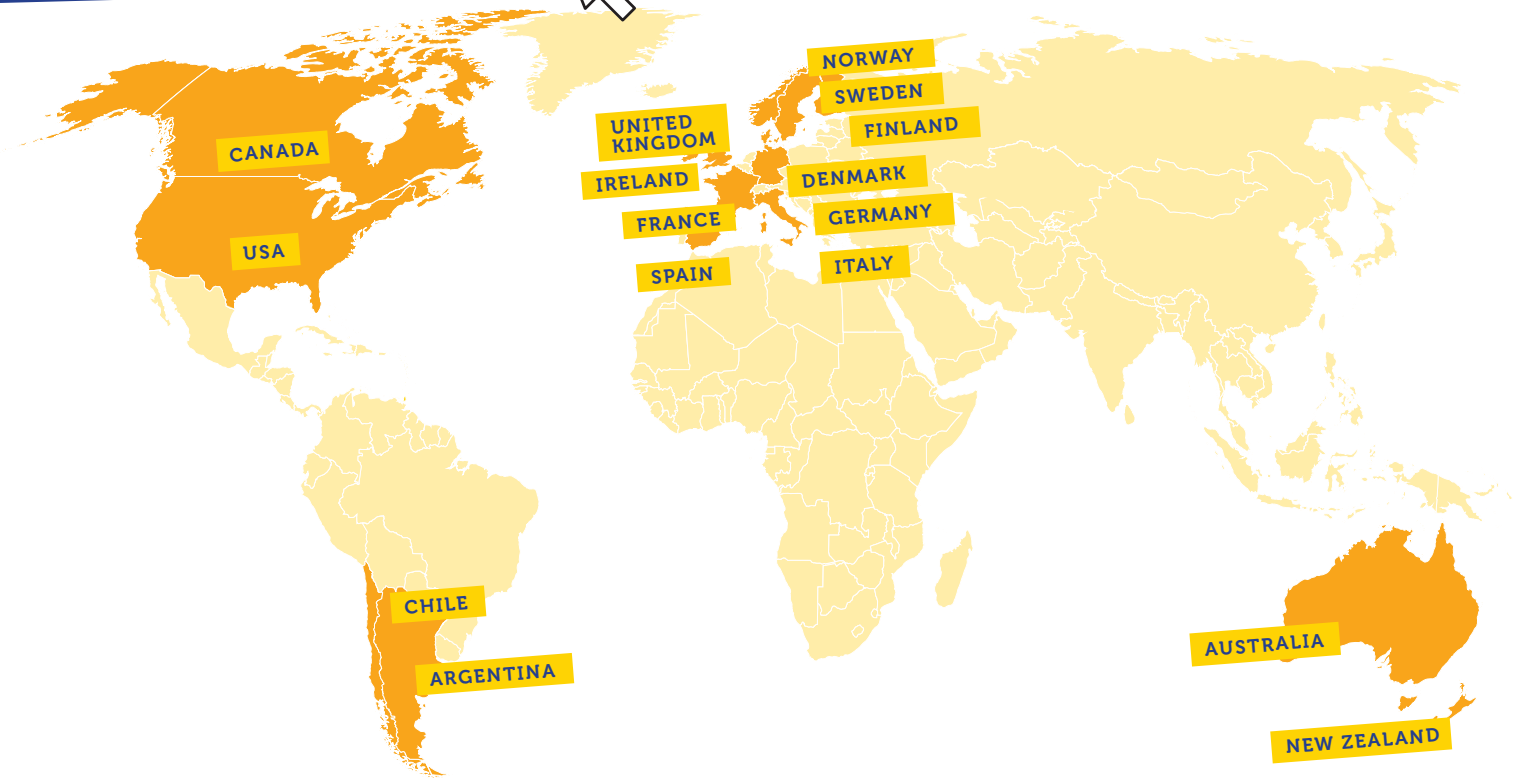 NORWAY
SWEDEN
FINLAND
UNITED
KINGDOM
CANADA
IRELAND
DENMARK
FRANCE
GERMANY
USA
SPAIN
ITALY
CHILE
ARGENTINA
AUSTRALIA
NEW ZEALAND